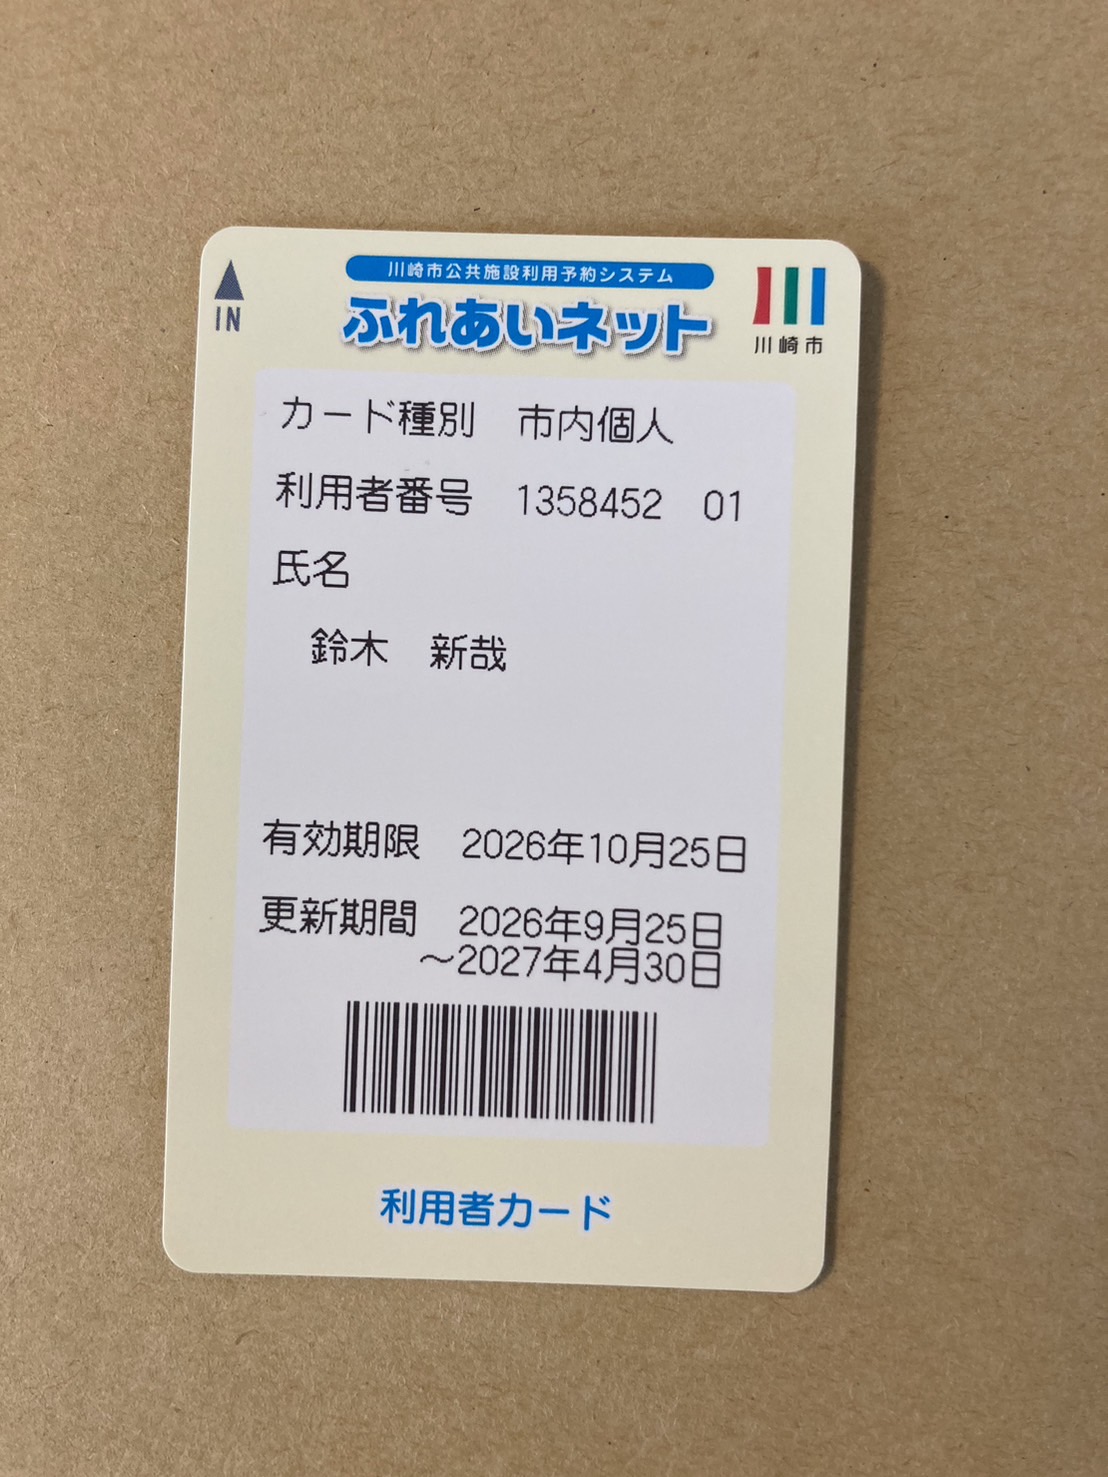 IN
川崎市公共施設利用予約システム
ふれあいネット
川崎市
カード種別　市内個人
利用者番号　1358452　01
氏名
鈴木　新哉
有効期限　2026年10月25日
更新期間　2026年9月25日
～2027年4月30日
利用者カード